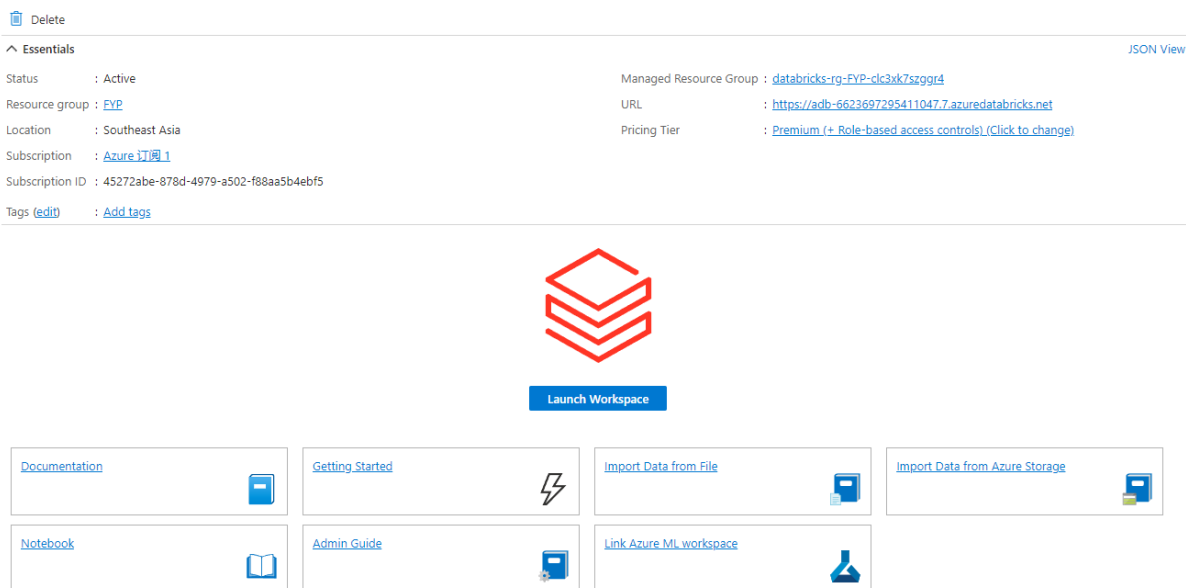 Delete
Essentials
JSON View
Status : Active
Managed Resource Group : databricks-rg-FYP-clc3xk7szggr4
Resource group : FYP
URL : https://adb-6623697295411047.7.azuredatabricks.net
Location : Southeast Asia
Pricing Tier : Premium (+ Role-based access controls) (Click to change)
Subscription : Azure 订阅 1
Subscription ID : 45272abe-878d-4979-a502-f88aa5b4ebf5
Tags (edit) : Add tags
Launch Workspace
Documentation
Getting Started
Import Data from File
Import Data from Azure Storage
Notebook
Admin Guide
Link Azure ML workspace